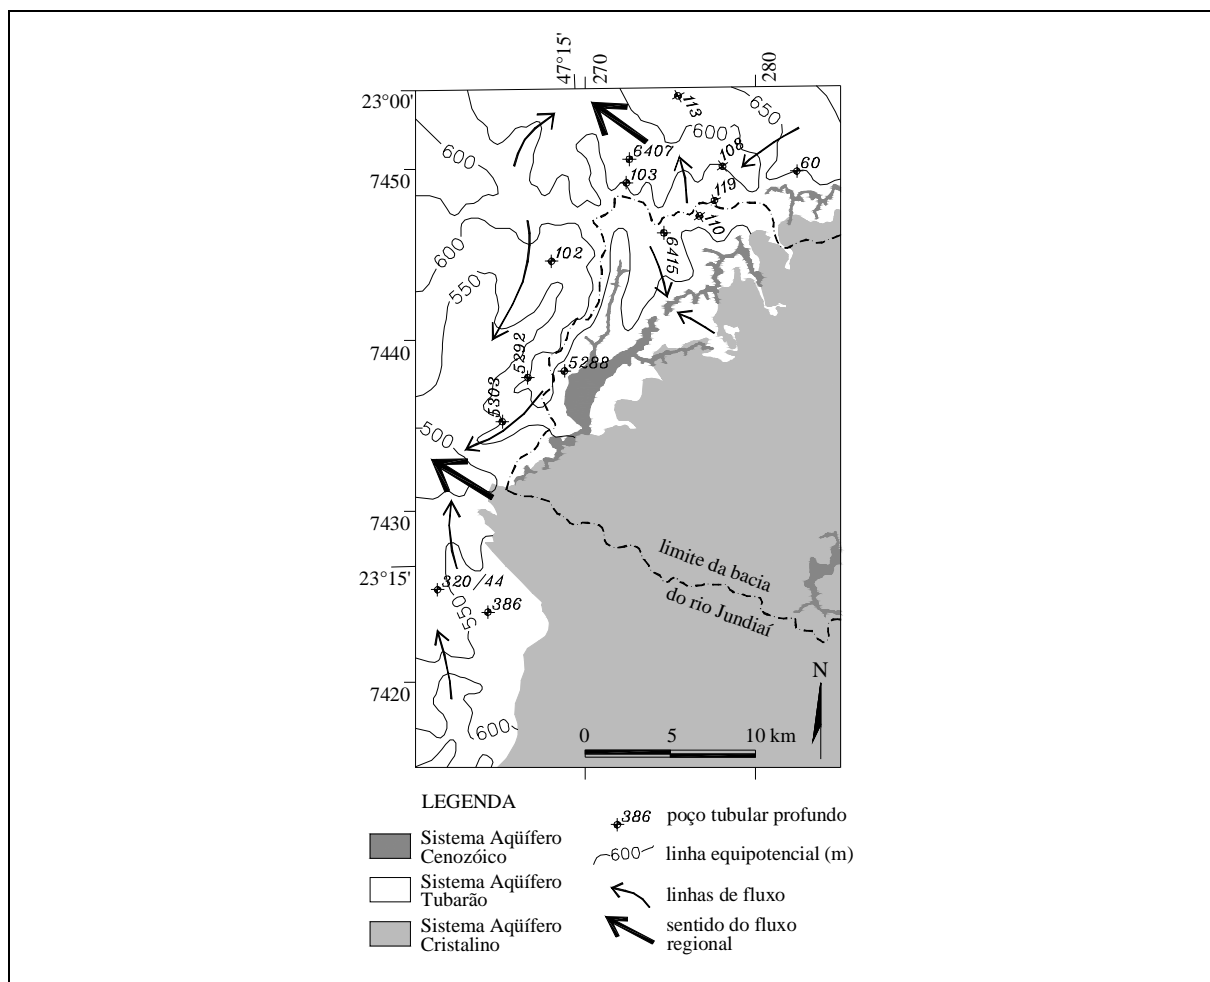 47°15'
270
280
23°00'
113
650
600
600
6407
108
60
103
7450
119
110
6415
600
102
550
7440
5292
5288
5303
500
7430
limite da bacia
23°15'
320/44
do rio Jundiaí
550
386
N
7420
600
0 5 10 km
LEGENDA
386 poço tubular profundo
Sistema Aqüífero
Cenozóico
600 linha equipotencial (m)
Sistema Aqüífero
Tubarão
linhas de fluxo
Sistema Aqüífero
Cristalino
sentido do fluxo
regional